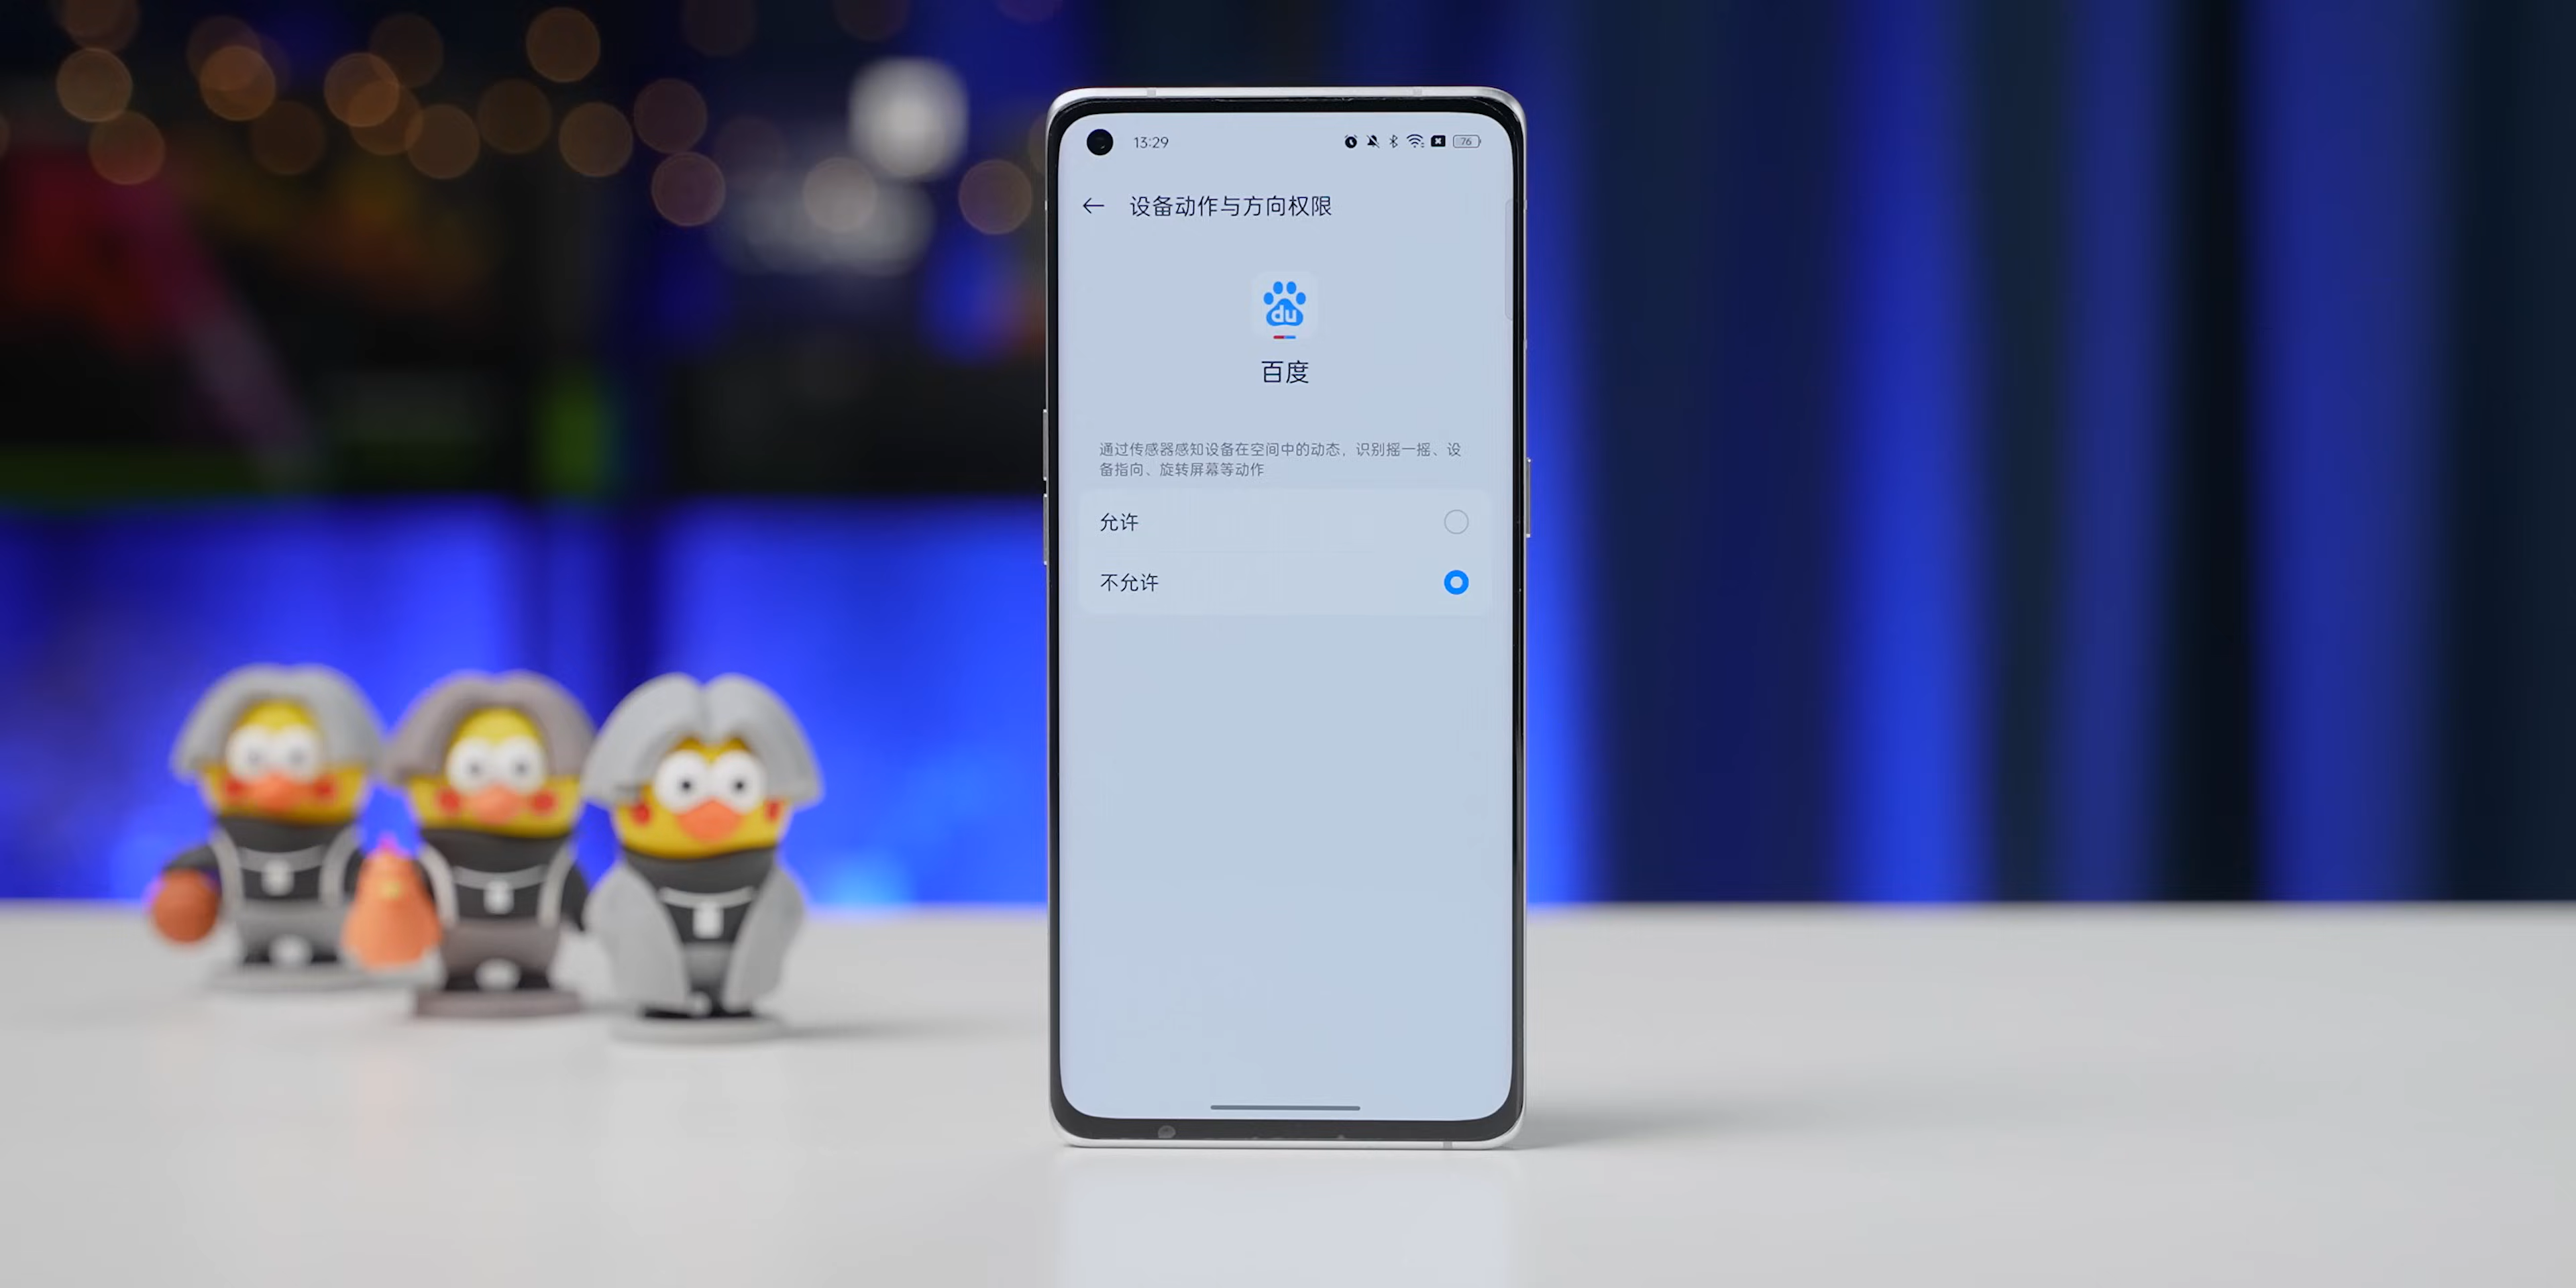 13:29
76
设备动作与方向权限
du
百度
通过传感器感知设备在空间中的动态，识别摇一摇、设
备指向、旋转屏幕等动作
允许
不允许